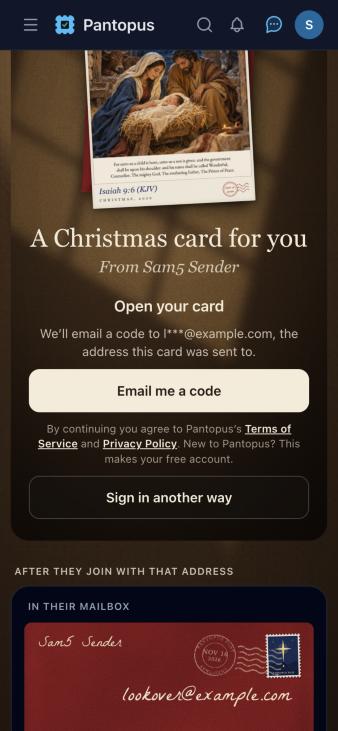 Pantopus
S
For unto us a child is born, unto us a son is given: and the government
shall be upon his shoulder: and his name shall be called Wonderful,
Counsellor, The mighty God, The everlasting Father, The Prince of Peace.
Isaiah 9:6 (KJV)
CHRISTMAS, 2020
A Christmas card for you
From Sam5 Sender
Open your card
We’ll email a code to l***@example.com, the
address this card was sent to.
Email me a code
By continuing you agree to Pantopus’s Terms of
Service and Privacy Policy. New to Pantopus? This
makes your free account.
Sign in another way
AFTER THEY JOIN WITH THAT ADDRESS
IN THEIR MAILBOX
Sam5 Sender
NOV 16
2026
lookover@example.com